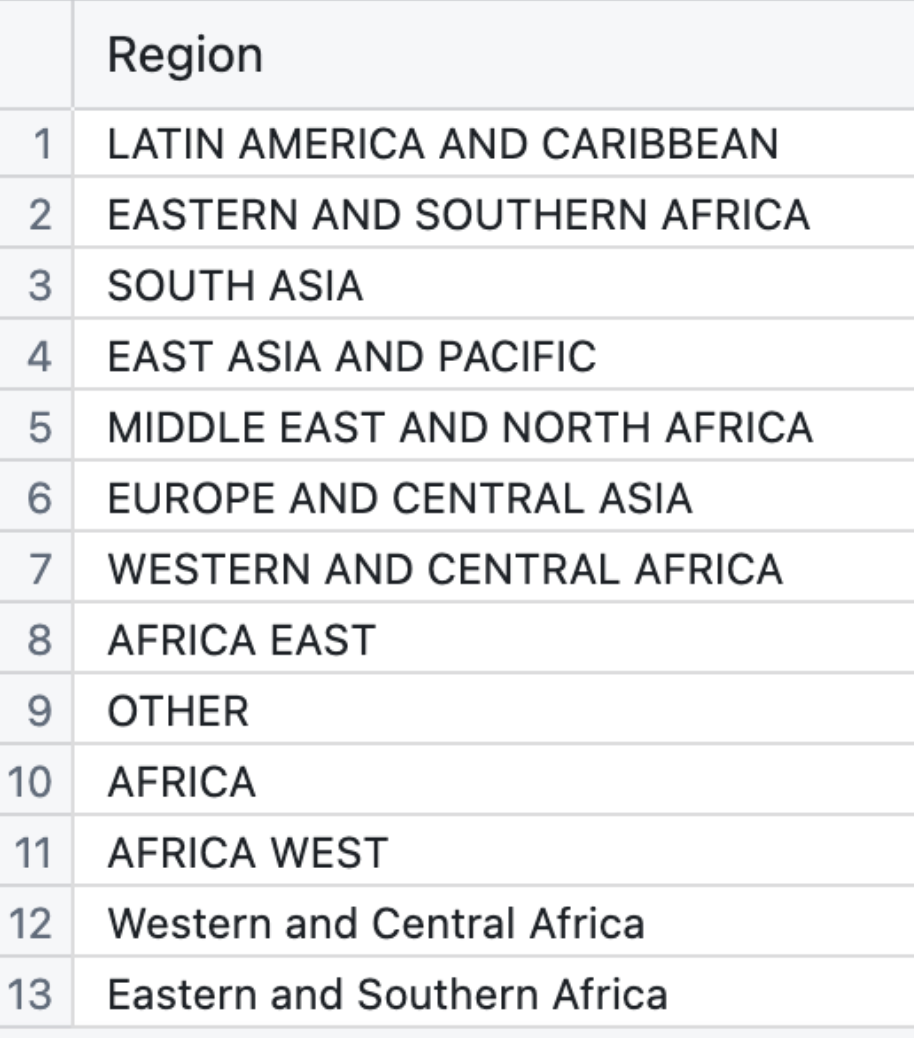 Region
1 LATIN AMERICA AND CARIBBEAN
2 EASTERN AND SOUTHERN AFRICA
3 SOUTH ASIA
4 EAST ASIA AND PACIFIC
5 MIDDLE EAST AND NORTH AFRICA
6 EUROPE AND CENTRAL ASIA
7 WESTERN AND CENTRAL AFRICA
8 AFRICA EAST
9 OTHER
10 AFRICA
11 AFRICA WEST
12 Western and Central Africa
13 Eastern and Southern Africa